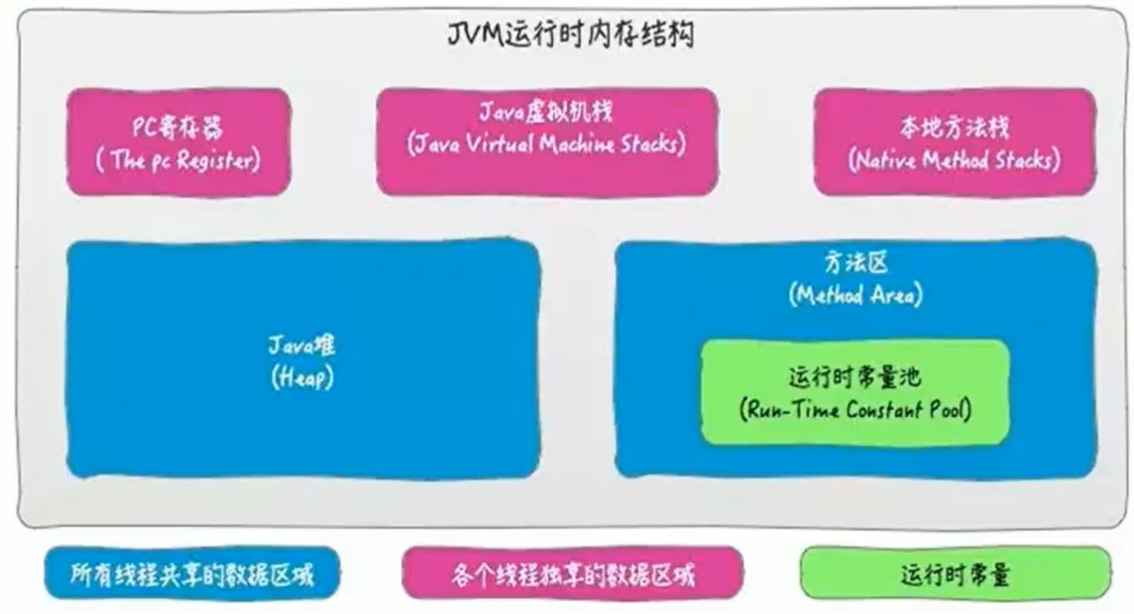 JVM运行时内存结构
PC寄存器
( The pc Register)
Java虚拟机栈
(Java Virtual Machine Stacks)
本地方法栈
(Native Method Stacks)
Java堆
(Heap)
方法区
(Method Area)
运行时常量池
(Run-Time Constant Pool)
所有线程共享的数据区域
各个线程独享的数据区域
运行时常量